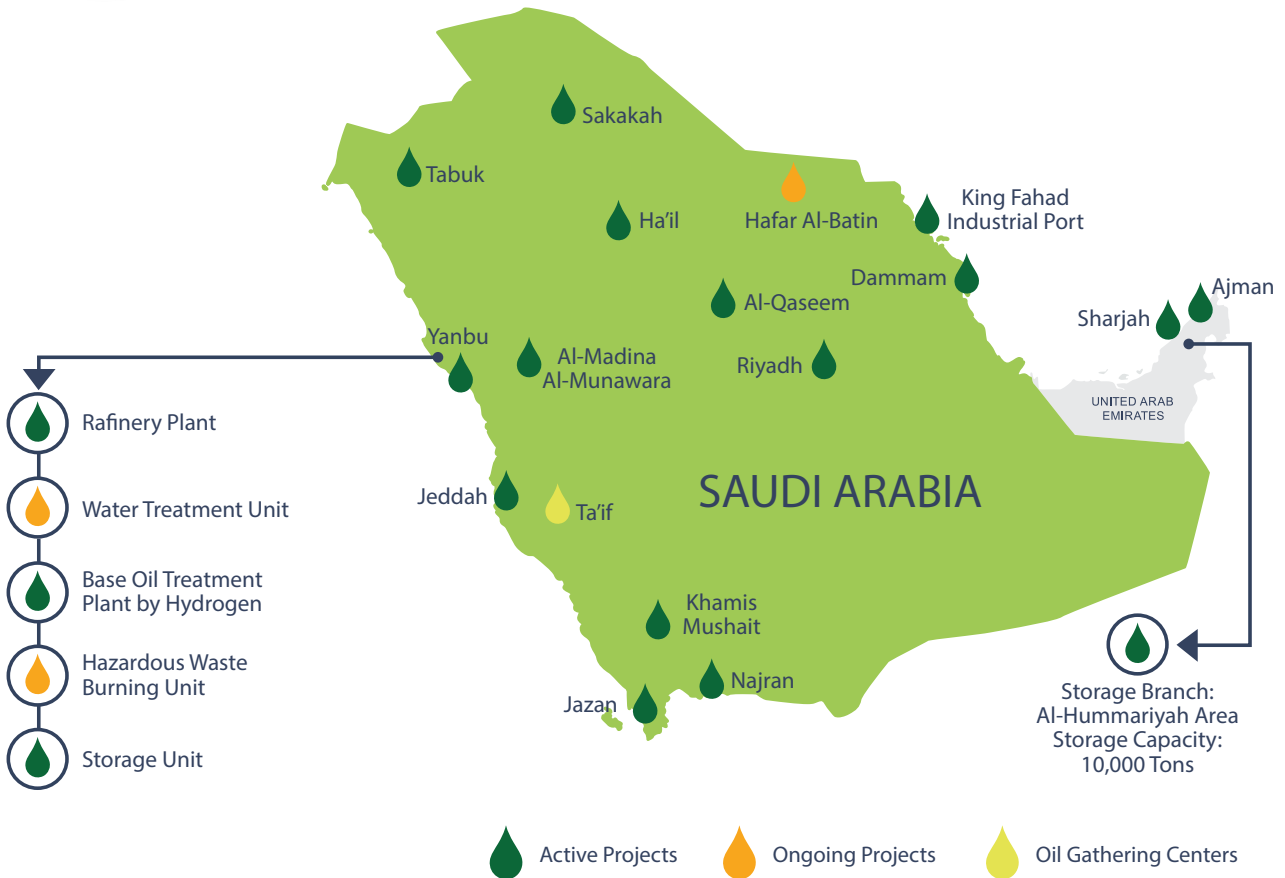 Sakakah
Tabuk
Ha'il
Hafar Al-Batin
King Fahad
Industrial Port
Dammam
Al-Qaseem
Ajman
Sharjah
Yanbu
Al-Madina
Al-Munawara
Riyadh
UNITED ARAB
EMIRATES
Rafinery Plant
Water Treatment Unit
Base Oil Treatment
Plant by Hydrogen
Hazardous Waste
Burning Unit
Storage Unit
Jeddah
Ta'if
SAUDI ARABIA
Khamis
Mushait
Najran
Jazan
Storage Branch:
Al-Hummariyah Area
Storage Capacity:
10,000 Tons
Active Projects
Ongoing Projects
Oil Gathering Centers